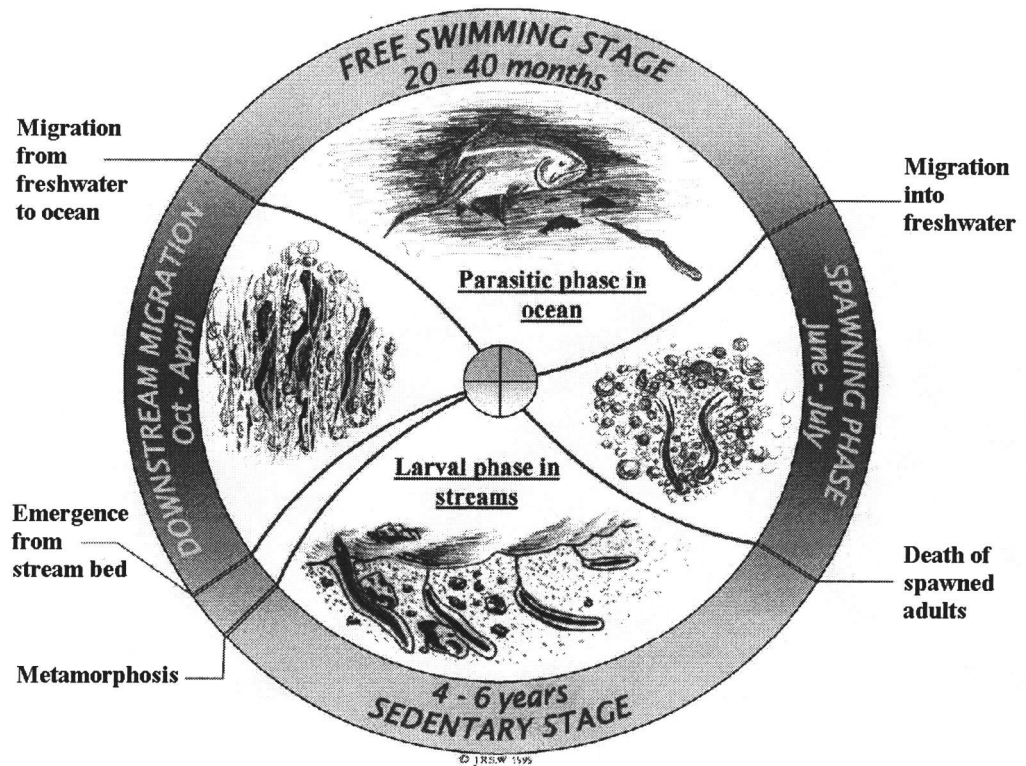 FREE SWIMMING STAGE
20 - 40 months
Migration
from
freshwater
to ocean
Migration
into
freshwater
Parasitic phase in
ocean
DOWNSTREAM MIGRATION
Oct - April
SPAWNING PHASE
June - July
Larval phase in
streams
Emergence
from
stream bed
Death of
spawned
adults
Metamorphosis
4 - 6 years
SEDENTARY STAGE
© J.R.S.W 1995